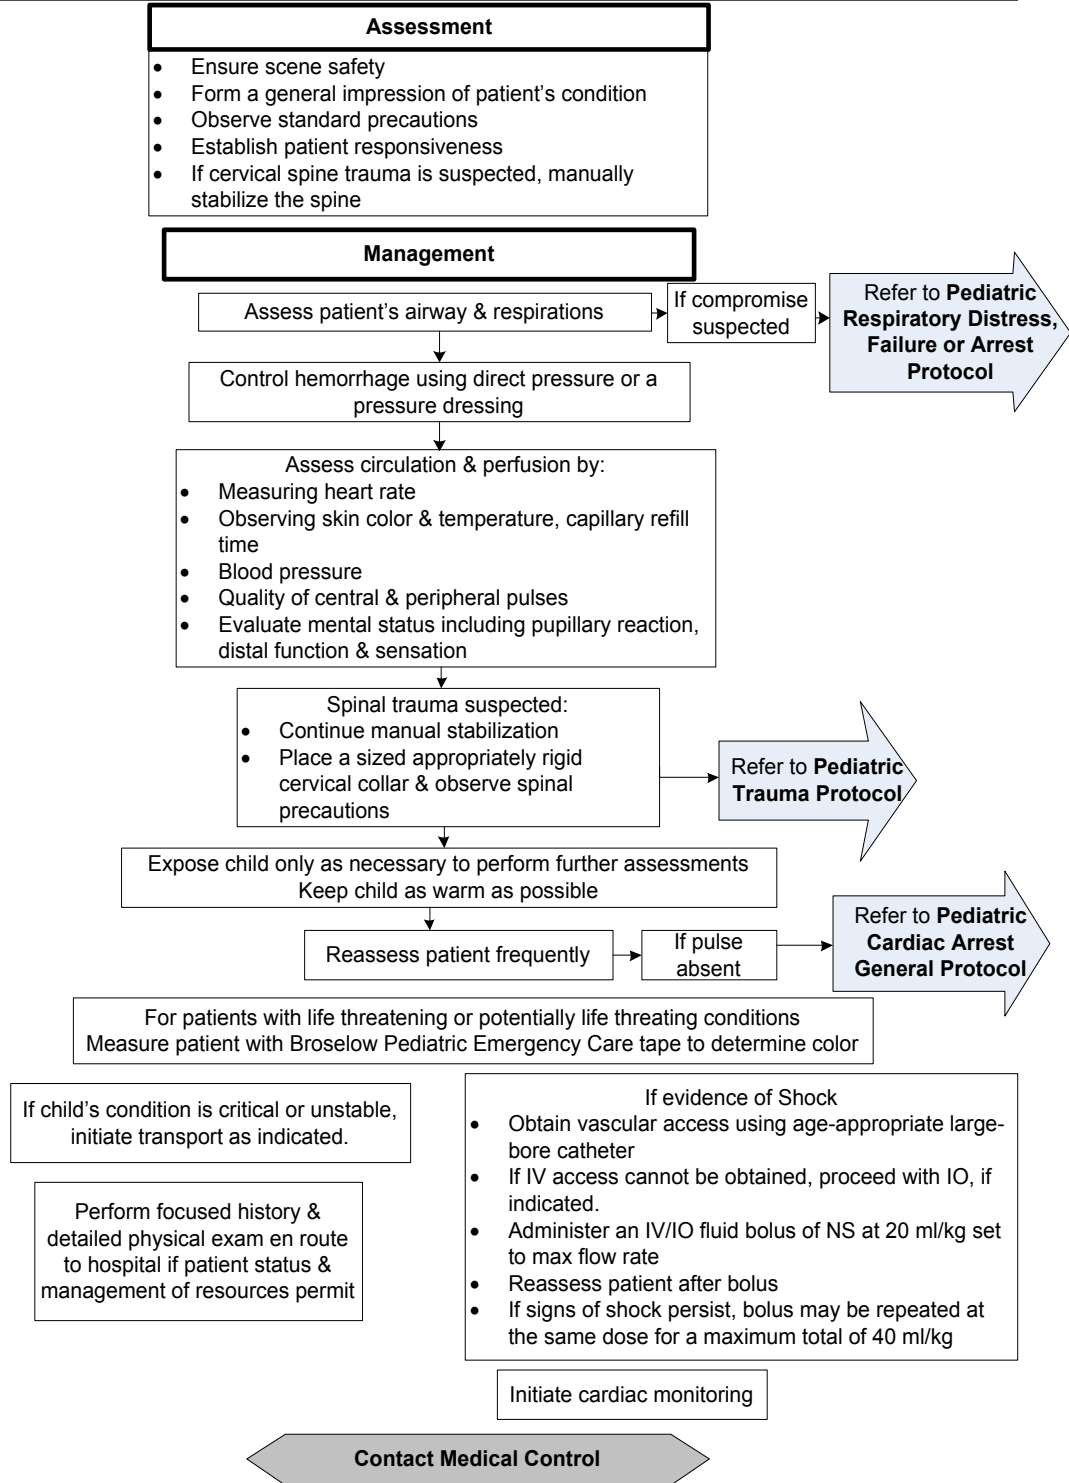 Assessment
• Ensure scene safety
• Form a general impression of patient's condition
• Observe standard precautions
• Establish patient responsiveness
• If cervical spine trauma is suspected, manually
stabilize the spine
Management
Assess patient's airway & respirations
If compromise
suspected
Refer to Pediatric
Respiratory Distress,
Failure or Arrest
Protocol
Control hemorrhage using direct pressure or a
pressure dressing
Assess circulation & perfusion by:
• Measuring heart rate
• Observing skin color & temperature, capillary refill
time
• Blood pressure
• Quality of central & peripheral pulses
• Evaluate mental status including pupillary reaction,
distal function & sensation
Spinal trauma suspected:
• Continue manual stabilization
• Place a sized appropriately rigid
cervical collar & observe spinal
precautions
Refer to Pediatric
Trauma Protocol
Expose child only as necessary to perform further assessments
Keep child as warm as possible
Reassess patient frequently
If pulse
absent
Refer to Pediatric
Cardiac Arrest
General Protocol
For patients with life threatening or potentially life threating conditions
Measure patient with Broselow Pediatric Emergency Care tape to determine color
If child's condition is critical or unstable,
initiate transport as indicated.
Perform focused history &
detailed physical exam en route
to hospital if patient status &
management of resources permit
If evidence of Shock
• Obtain vascular access using age-appropriate large-
bore catheter
• If IV access cannot be obtained, proceed with IO, if
indicated.
• Administer an IV/IO fluid bolus of NS at 20 ml/kg set
to max flow rate
• Reassess patient after bolus
• If signs of shock persist, bolus may be repeated at
the same dose for a maximum total of 40 ml/kg
Initiate cardiac monitoring
Contact Medical Control